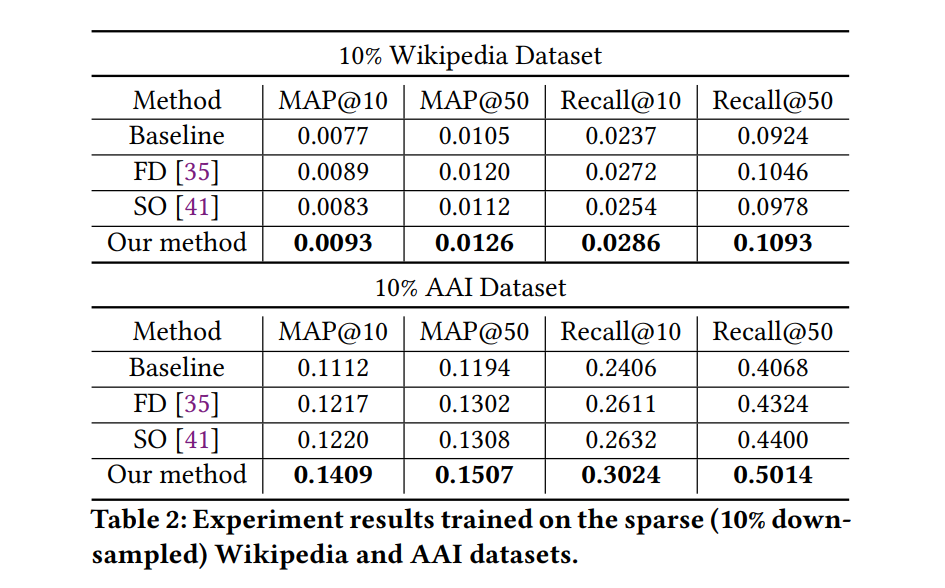 10% Wikipedia Dataset
Method MAP@10 MAP@50 Recall@10 Recall@50
Baseline 0.0077 0.0105 0.0237 0.0924
FD [35] 0.0089 0.0120 0.0272 0.1046
SO [41] 0.0083 0.0112 0.0254 0.0978
Our method 0.0093 0.0126 0.0286 0.1093
10% AAI Dataset
Method MAP@10 MAP@50 Recall@10 Recall@50
Baseline 0.1112 0.1194 0.2406 0.4068
FD [35] 0.1217 0.1302 0.2611 0.4324
SO [41] 0.1220 0.1308 0.2632 0.4400
Our method 0.1409 0.1507 0.3024 0.5014
Table 2: Experiment results trained on the sparse (10% down-
sampled) Wikipedia and AAI datasets.